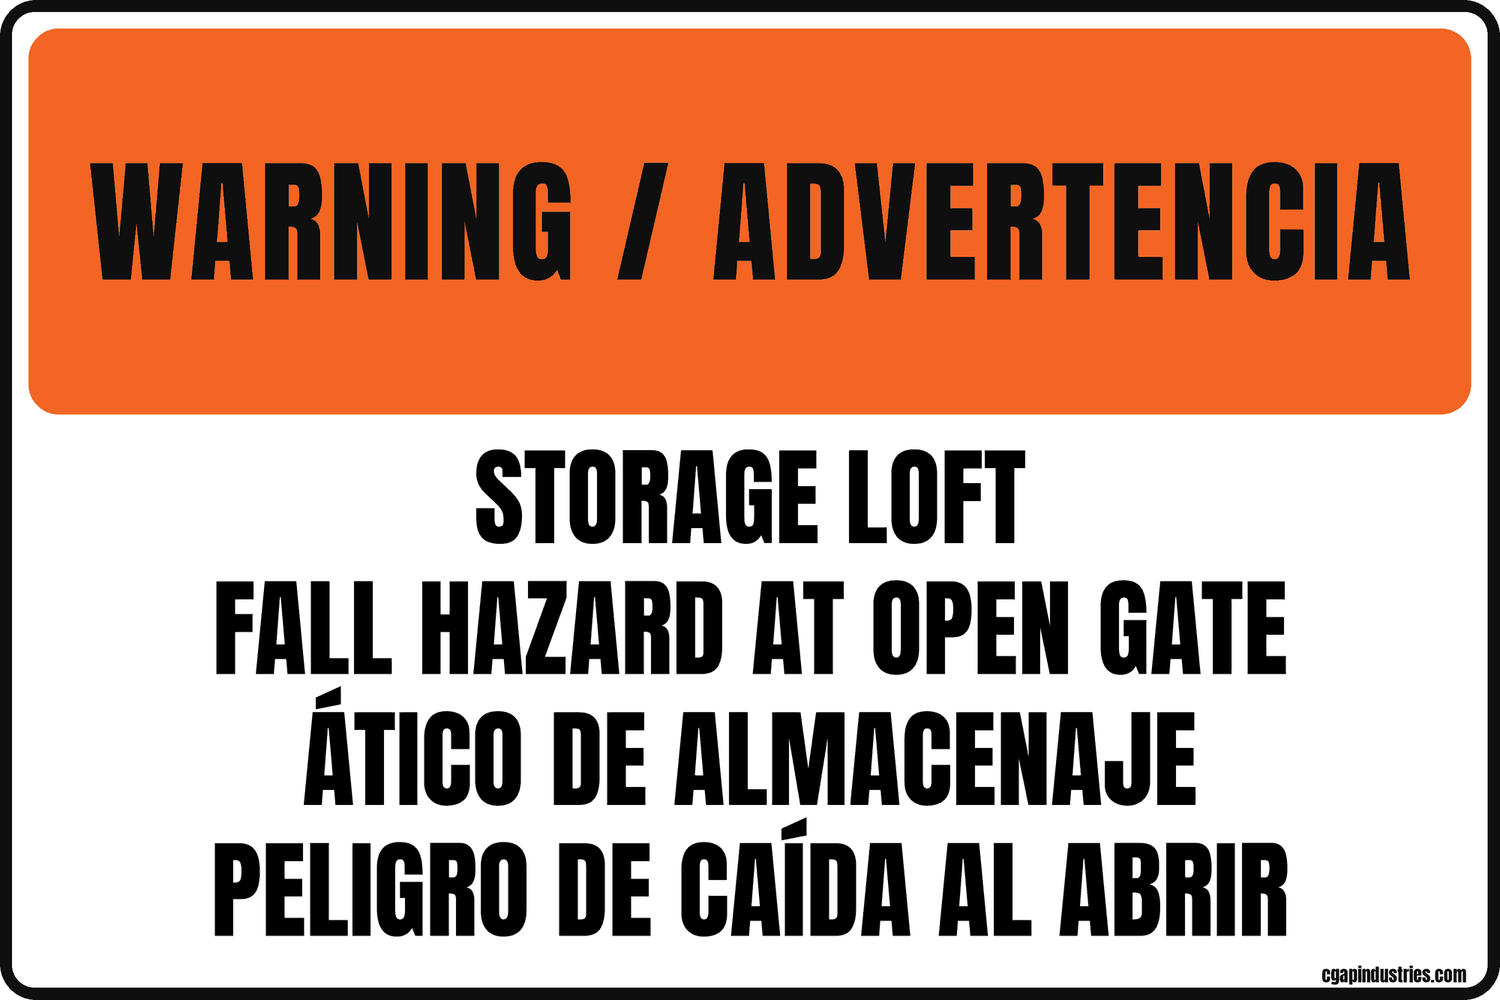 WARNING / ADVERTENCIA
STORAGE LOFT
FALL HAZARD AT OPEN GATE
ÁTICO DE ALMACENAJE
PELIGRO DE CAÍDA AL ABRIR
cgapindustries.com